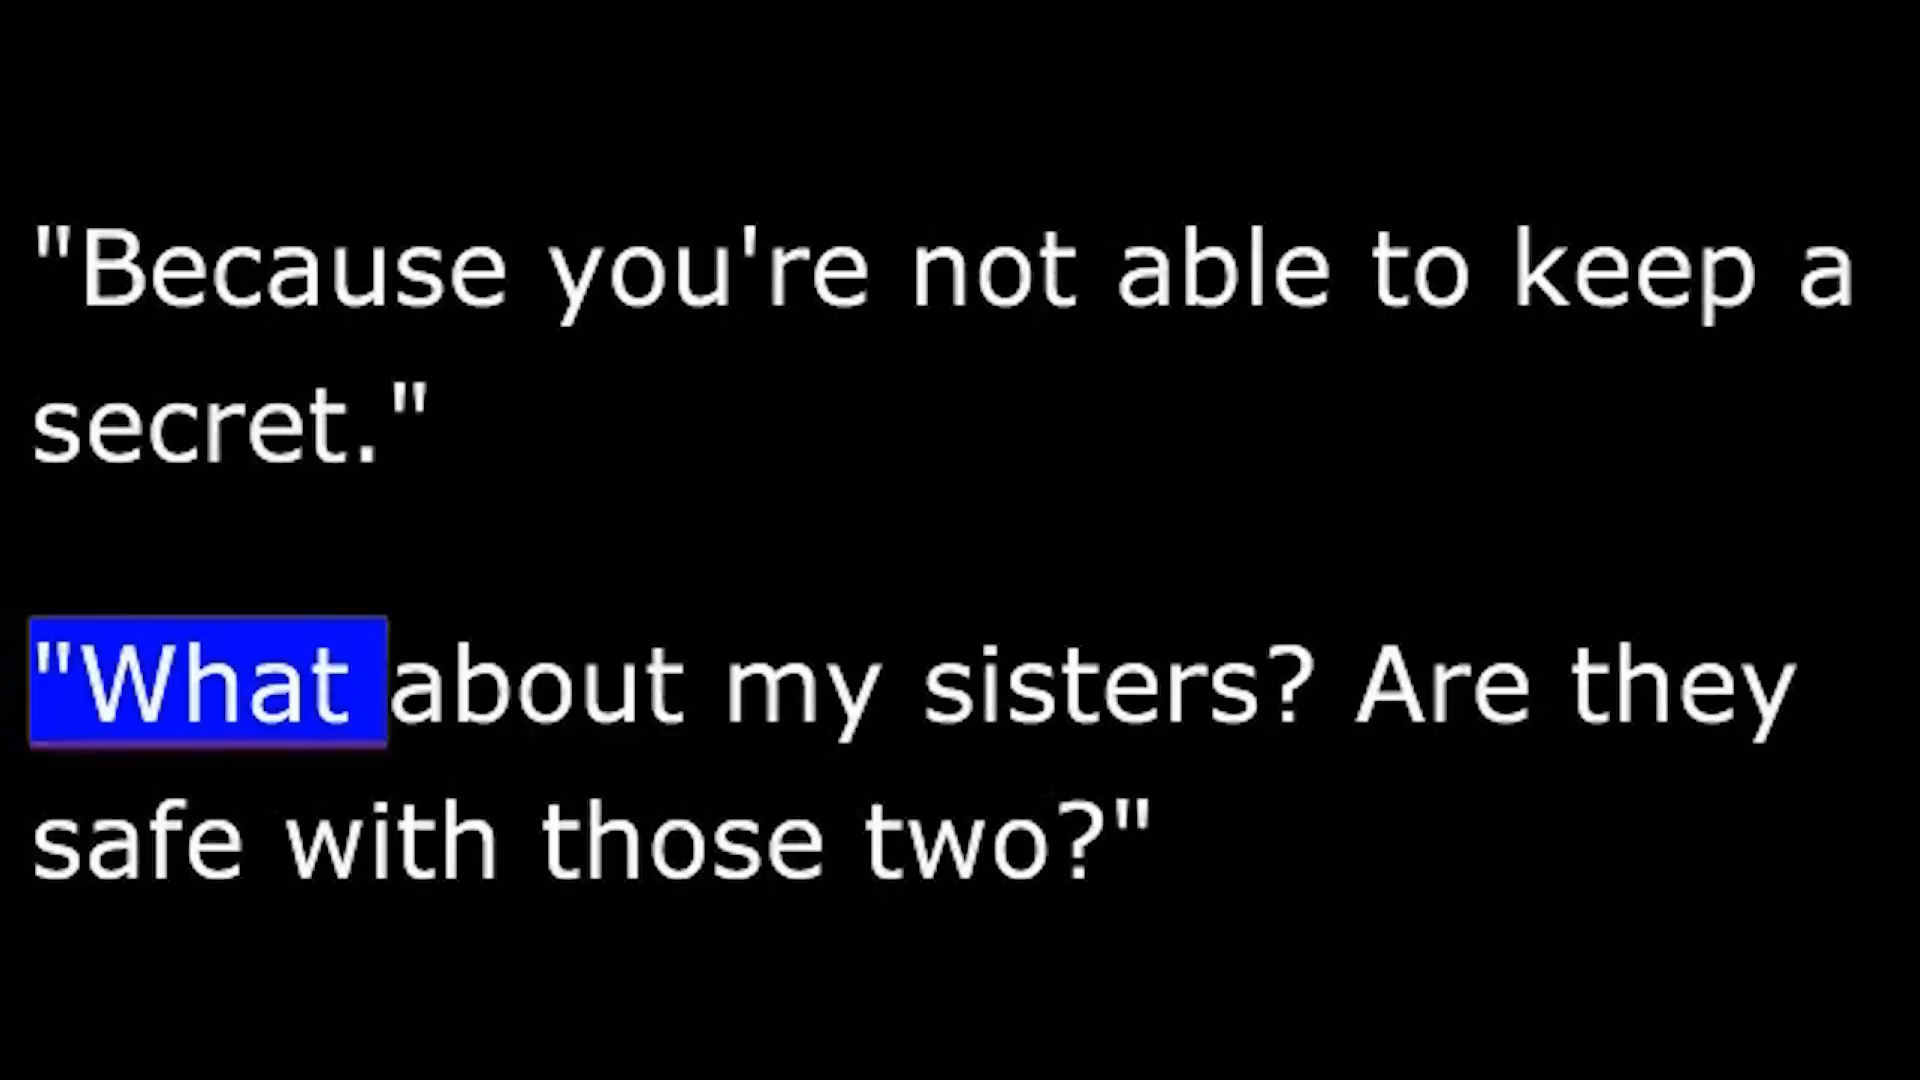 "Because you're not able to keep a
secret."
"What about my sisters? Are they
safe with those two?"